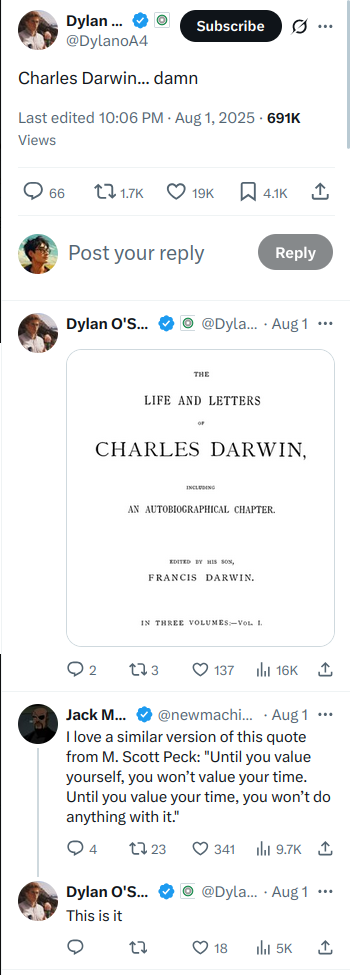 Dylan ...
Subscribe
@DylanoA4
Charles Darwin... damn
Last edited 10:06 PM · Aug 1, 2025 · 691K
Views
66
1.7K
19K
4.1K
Post your reply
Reply
Dylan O'S... @Dyla... · Aug 1
THE
LIFE AND LETTERS
OF
CHARLES DARWIN,
INCLUDING
AN AUTOBIOGRAPHICAL CHAPTER.
EDITED BY HIS SON,
FRANCIS DARWIN.
IN THREE VOLUMES:—VOL. I.
2
3
137
16K
Jack M... @newmachi... · Aug 1
I love a similar version of this quote
from M. Scott Peck: "Until you value
yourself, you won’t value your time.
Until you value your time, you won’t do
anything with it."
4
23
341
9.7K
Dylan O'S... @Dyla... · Aug 1
This is it
18
5K